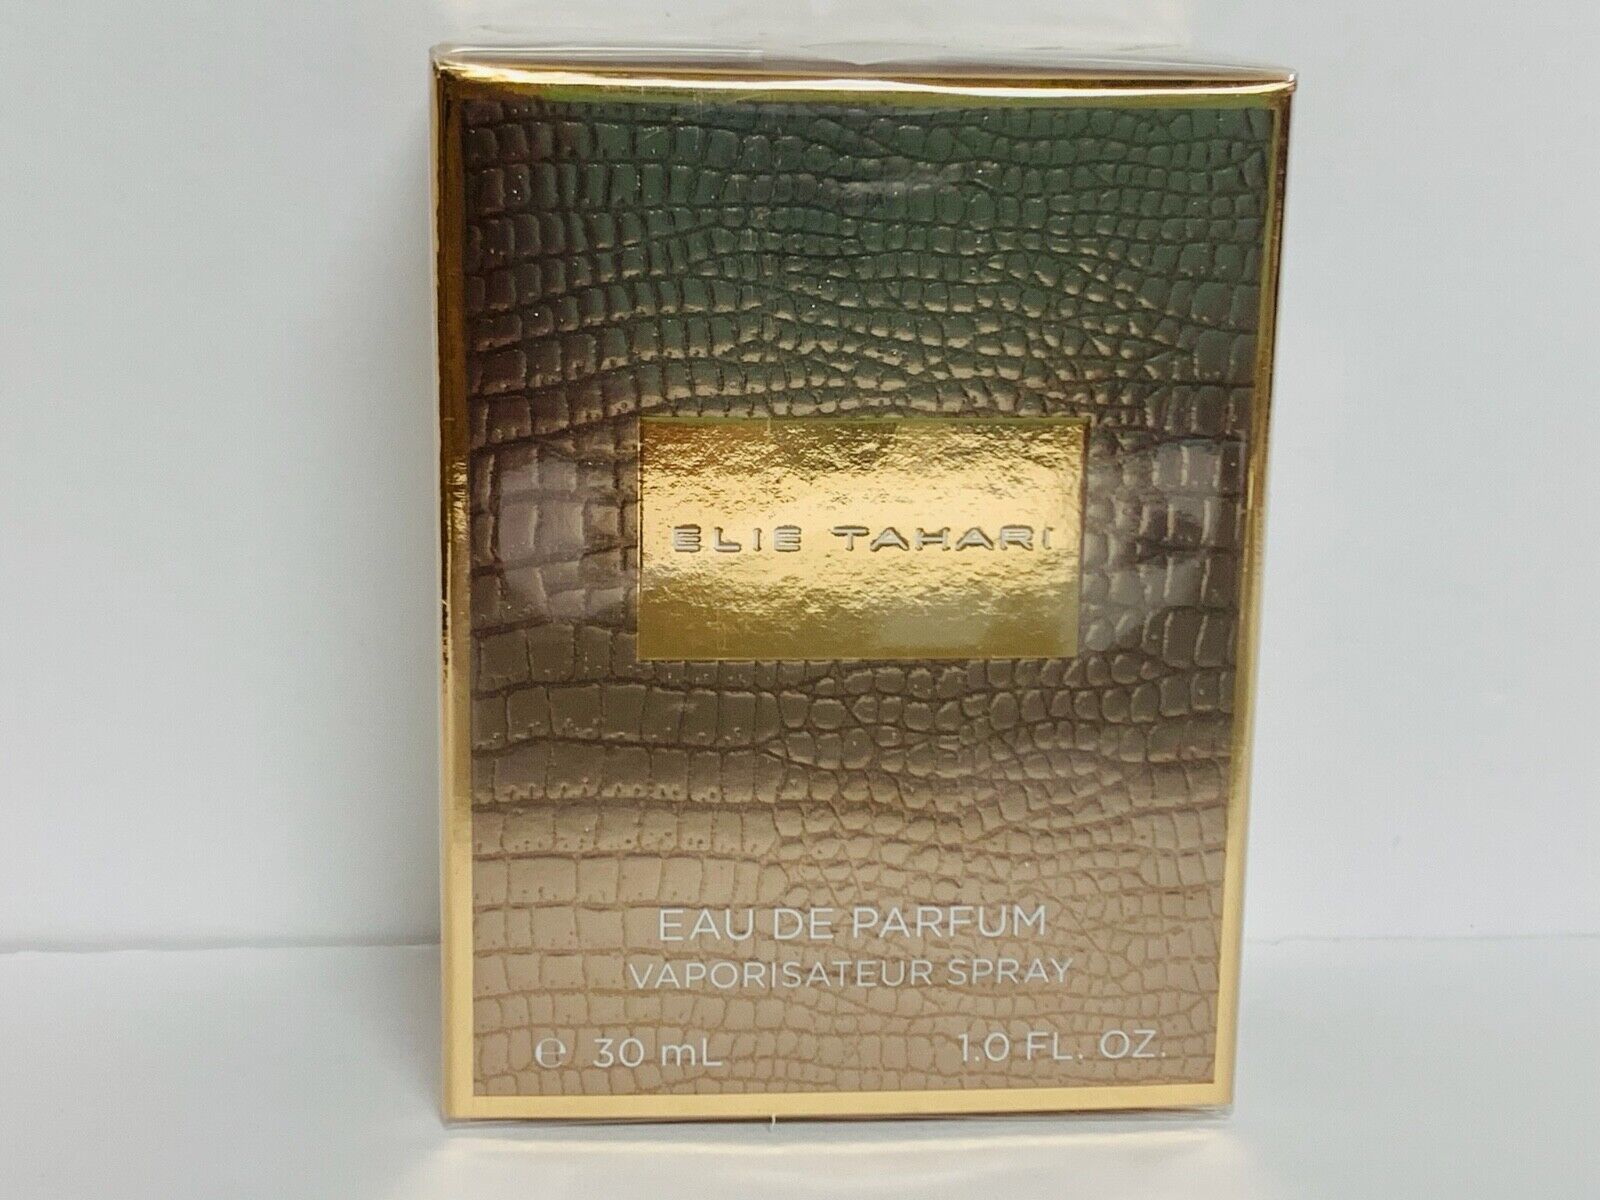 ELIE TAHARI
EAU DE PARFUM
VAPORISATEUR SPRAY
℮ 30 mL 1.0 FL. OZ.